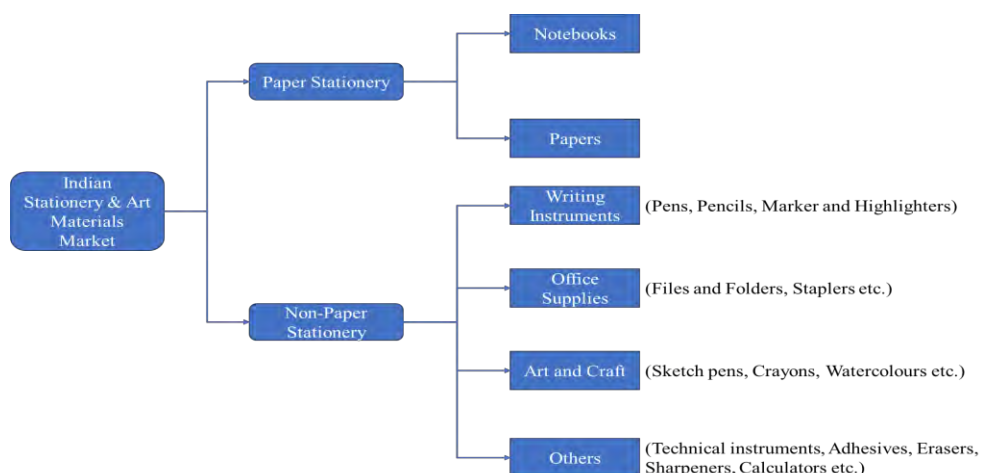 Indian
Stationery & Art
Materials
Market
Paper Stationery
Notebooks
Papers
Non-Paper
Stationery
Writing
Instruments
(Pens, Pencils, Marker and Highlighters)
Office
Supplies
(Files and Folders, Staplers etc.)
Art and Craft
(Sketch pens, Crayons, Watercolours etc.)
Others
(Technical instruments, Adhesives, Erasers,
Sharpeners, Calculators etc.)